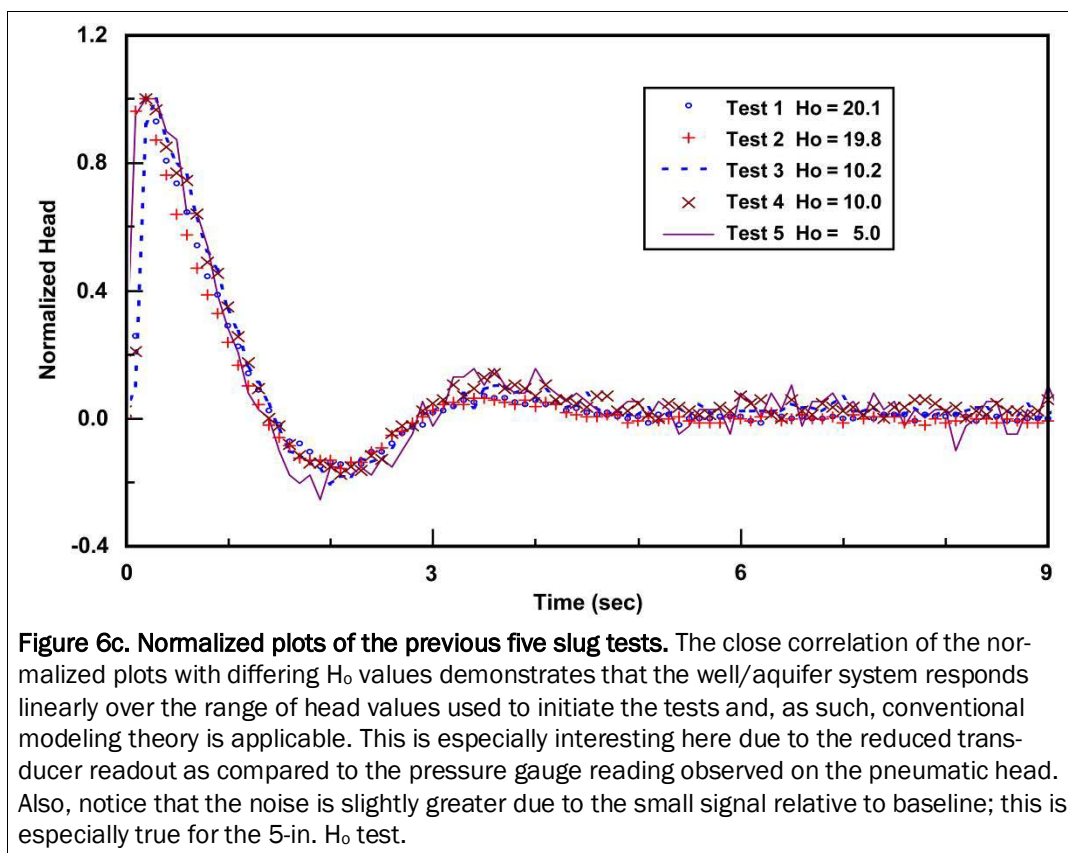 1.2
0.8
0.4
0.0
-0.4
Normalized Head
Test 1 Ho = 20.1
Test 2 Ho = 19.8
Test 3 Ho = 10.2
Test 4 Ho = 10.0
Test 5 Ho = 5.0
0 3 6 9
Time (sec)
Figure 6c. Normalized plots of the previous five slug tests. The close correlation of the nor-
malized plots with differing H₀ values demonstrates that the well/aquifer system responds
linearly over the range of head values used to initiate the tests and, as such, conventional
modeling theory is applicable. This is especially interesting here due to the reduced trans-
ducer readout as compared to the pressure gauge reading observed on the pneumatic head.
Also, notice that the noise is slightly greater due to the small signal relative to baseline; this is
especially true for the 5-in. H₀ test.